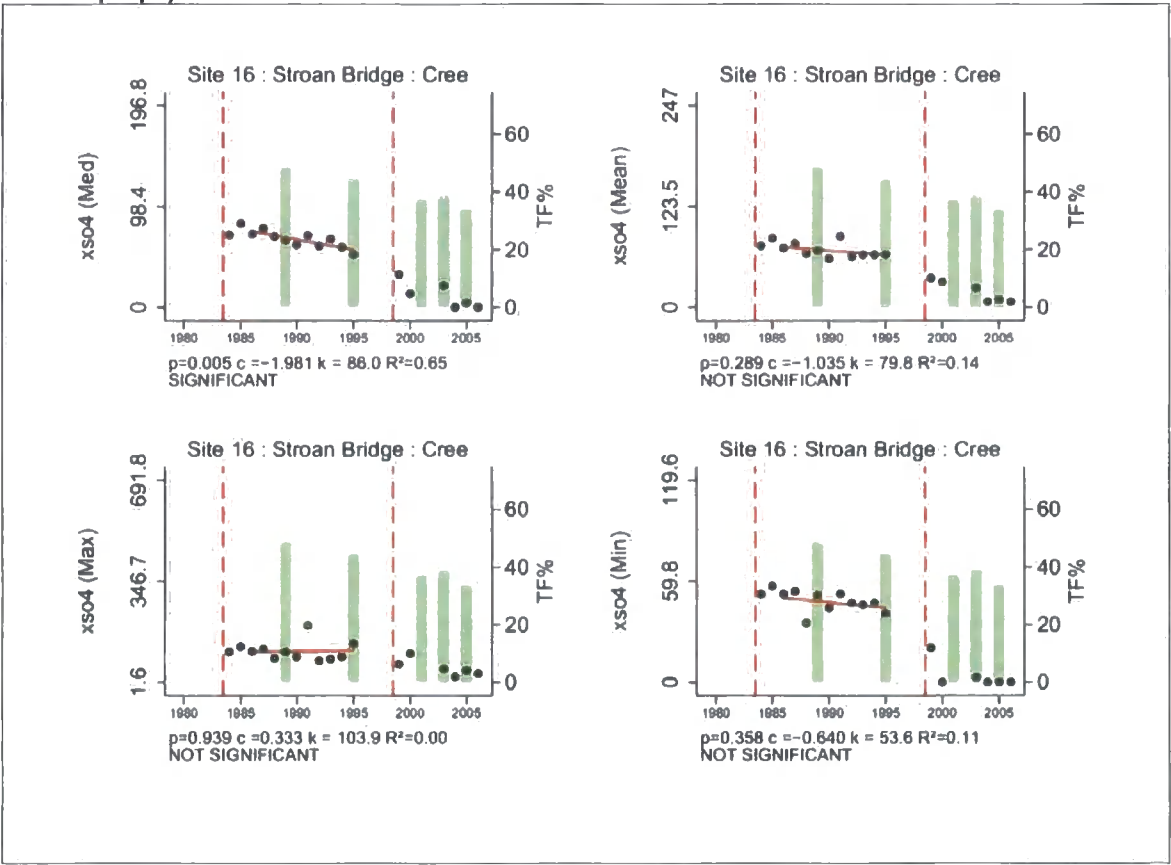 Site 16 : Stroan Bridge : Cree
xso4 (Med)
196.8
98.4
0
TF%
60
40
20
0
1980 1985 1990 1995 2000 2005
p=0.005 c =−1.981 k = 86.0 R²=0.65
SIGNIFICANT
Site 16 : Stroan Bridge : Cree
xso4 (Mean)
247
123.5
0
TF%
60
40
20
0
1980 1985 1990 1995 2000 2005
p=0.289 c =−1.035 k = 79.8 R²=0.14
NOT SIGNIFICANT
Site 16 : Stroan Bridge : Cree
xso4 (Max)
691.8
346.7
1.6
TF%
60
40
20
0
1980 1985 1990 1995 2000 2005
p=0.939 c =0.333 k = 103.9 R²=0.00
NOT SIGNIFICANT
Site 16 : Stroan Bridge : Cree
xso4 (Min)
119.6
59.8
0
TF%
60
40
20
0
1980 1985 1990 1995 2000 2005
p=0.358 c =−0.640 k = 53.6 R²=0.11
NOT SIGNIFICANT